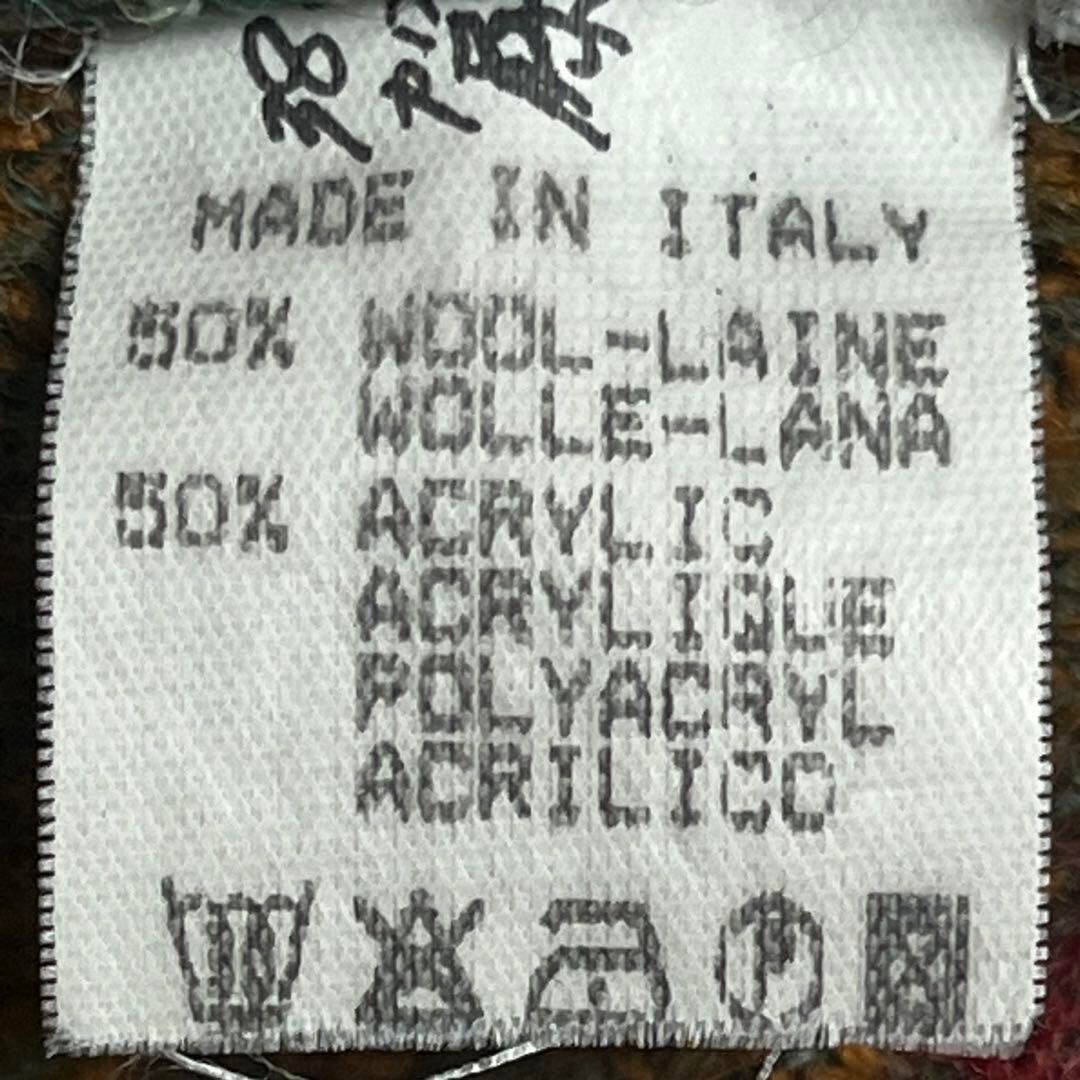 MADE IN ITALY
50% WOOL-LAINE
WOLLE-LANA
50% ACRYLIC
ACRYLIQUE
POLYACRYL
ACRILICO